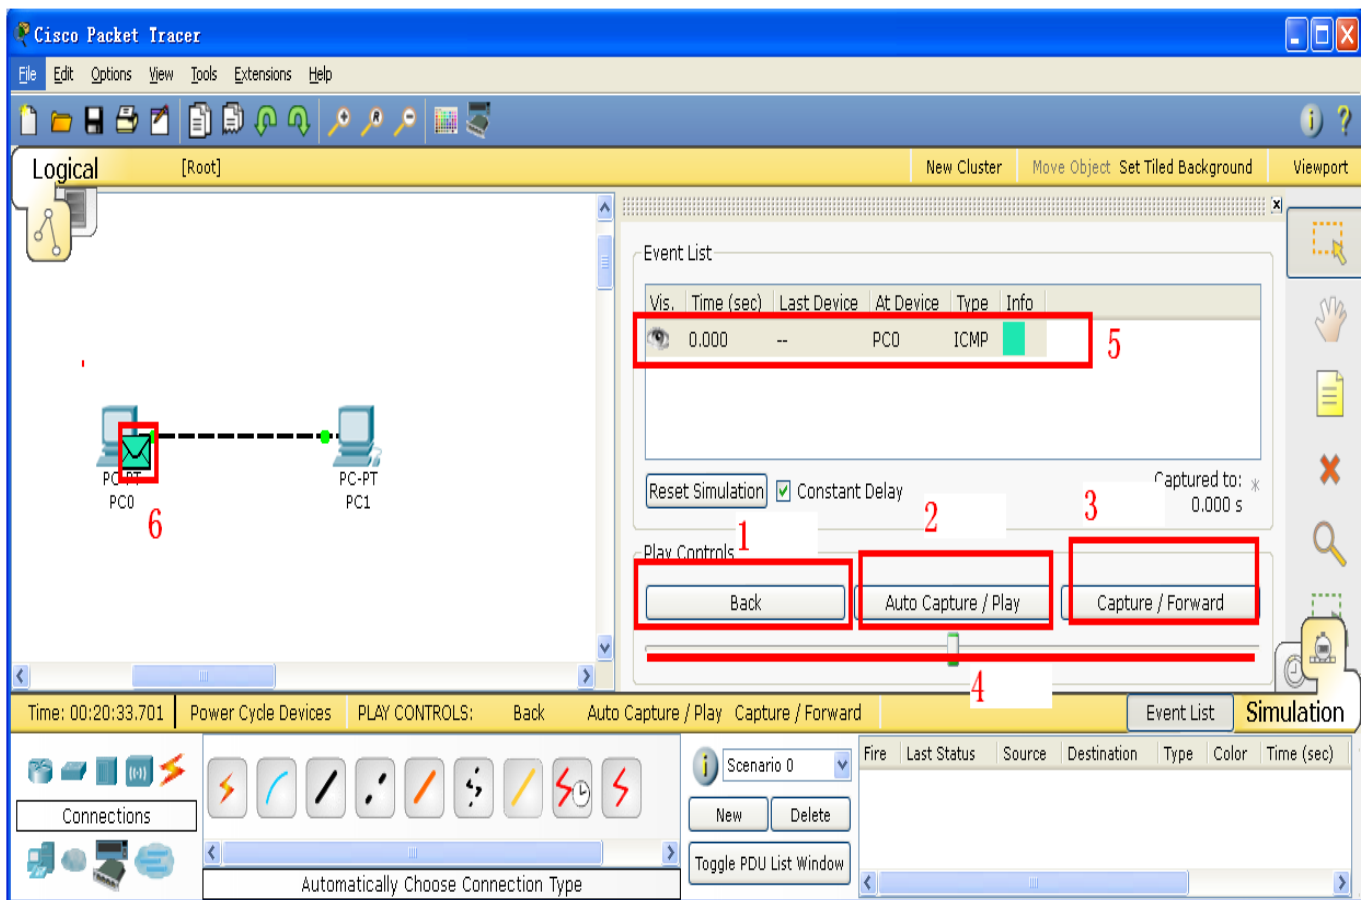 Cisco Packet Tracer
File Edit Options View Tools Extensions Help
Logical [Root] New Cluster Move Object Set Tiled Background Viewport
Event List
Vis. Time (sec) Last Device At Device Type Info
0.000 -- PC0 ICMP
5
PC-PT
PC0
6
PC-PT
PC1
Reset Simulation Constant Delay
Captured to: *
0.000 s
1 2 3
Play Controls
Back Auto Capture / Play Capture / Forward
4
Time: 00:20:33.701 Power Cycle Devices PLAY CONTROLS: Back Auto Capture / Play Capture / Forward Event List Simulation
Connections
Automatically Choose Connection Type
Scenario 0
New Delete
Toggle PDU List Window
Fire Last Status Source Destination Type Color Time (sec)